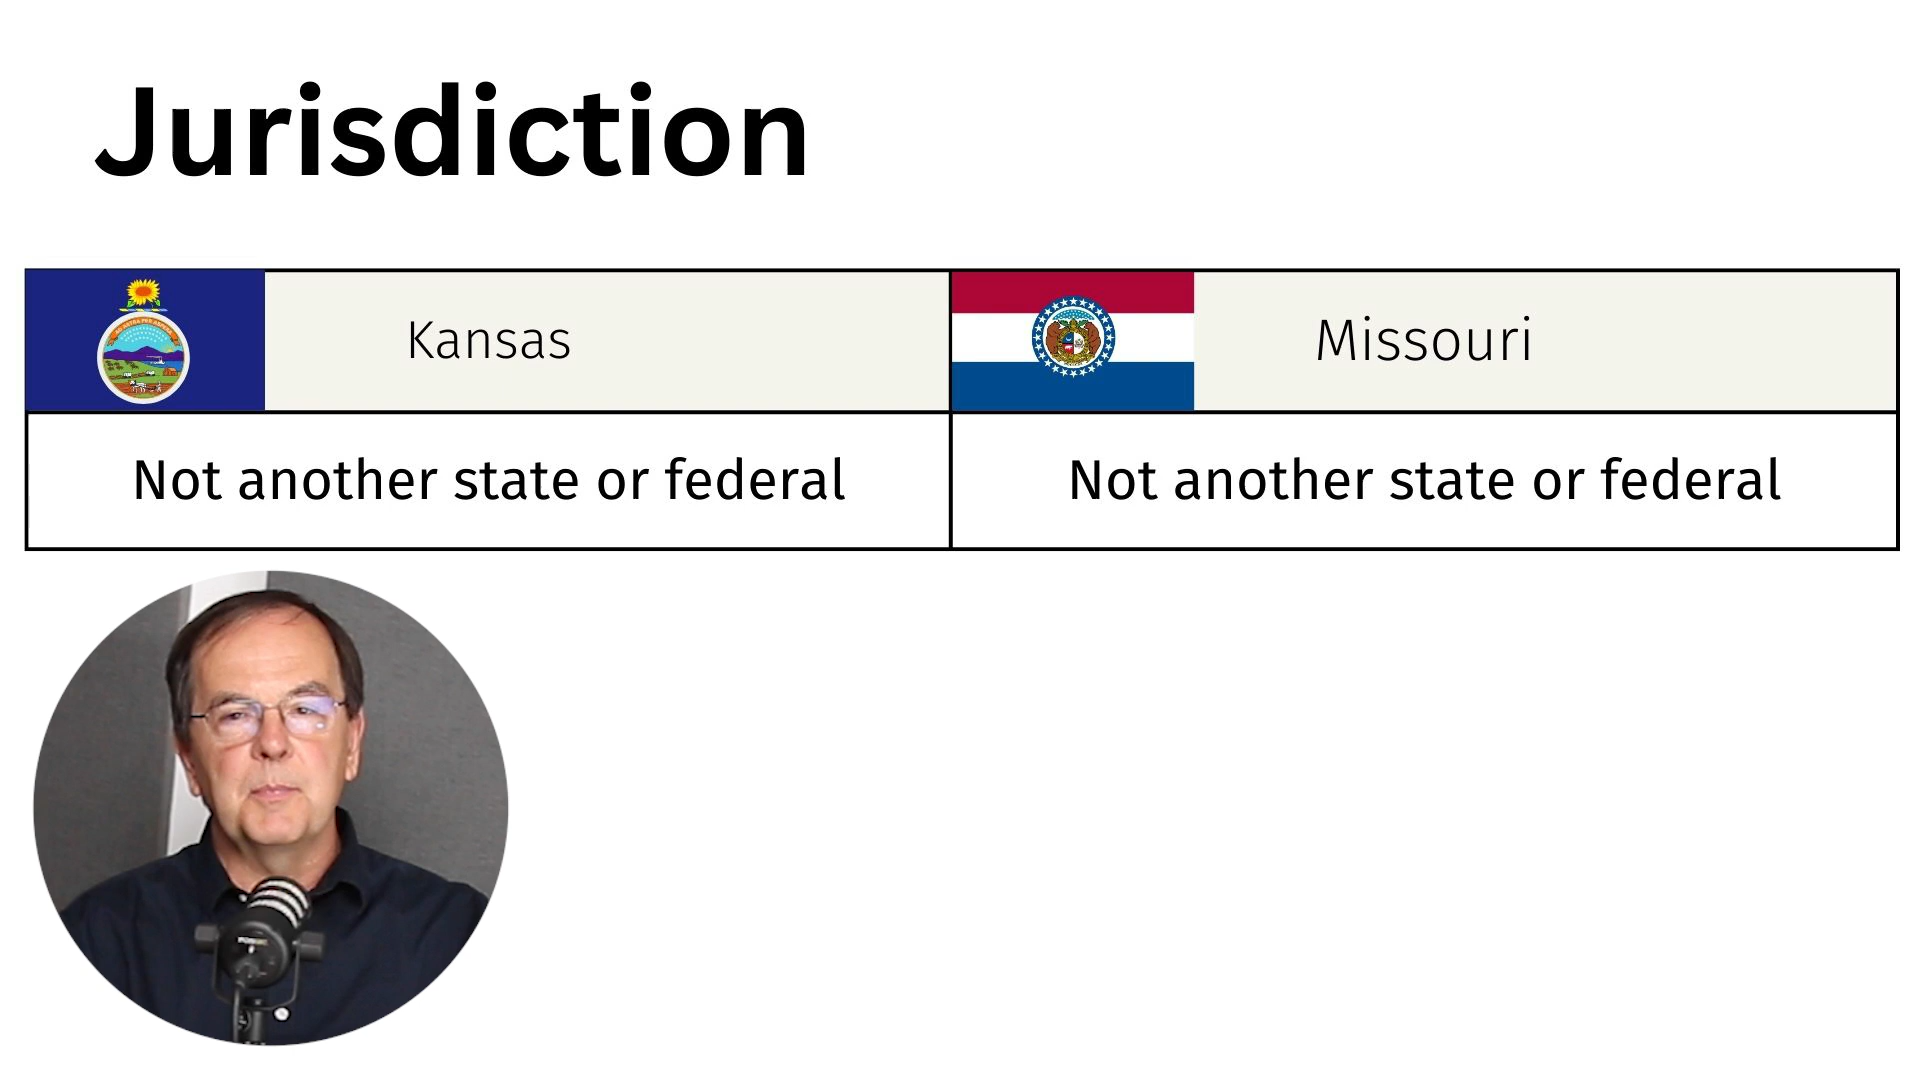 Jurisdiction
Kansas
Missouri
Not another state or federal
Not another state or federal